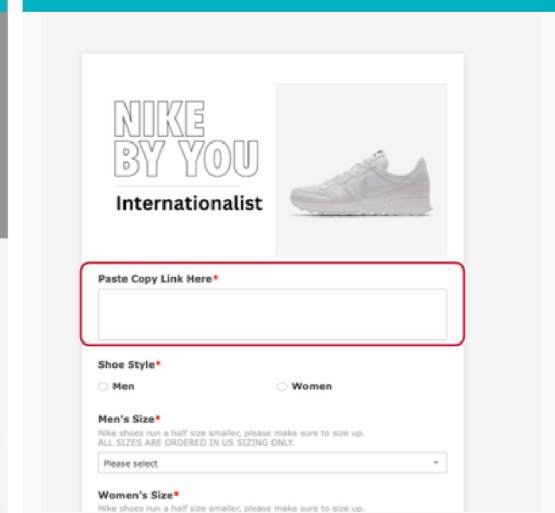 NIKE
BY YOU
Internationalist
Paste Copy Link Here*
Shoe Style*
Men
Women
Men's Size*
Nike shoes run a half size smaller, please make sure to size up.
ALL SIZES ARE ORDERED IN US SIZING ONLY.
Please select
Women's Size*
Nike shoes run a half size smaller, please make sure to size up.